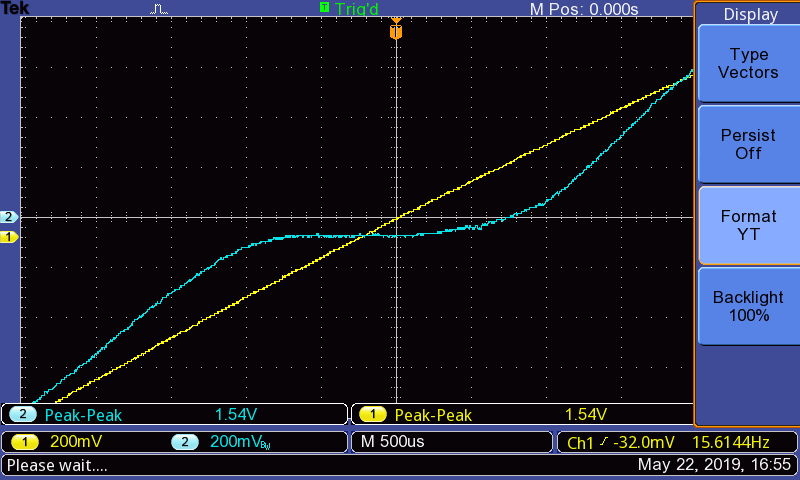 Tek
T Trig'd
M Pos: 0.000s
Display
T
Type
Vectors
Persist
Off
2
Format
YT
1
Backlight
100%
2 Peak-Peak 1.54V
1 Peak-Peak 1.54V
1 200mV
2 200mVBW
M 500us
Ch1 -32.0mV 15.6144Hz
Please wait....
May 22, 2019, 16:55